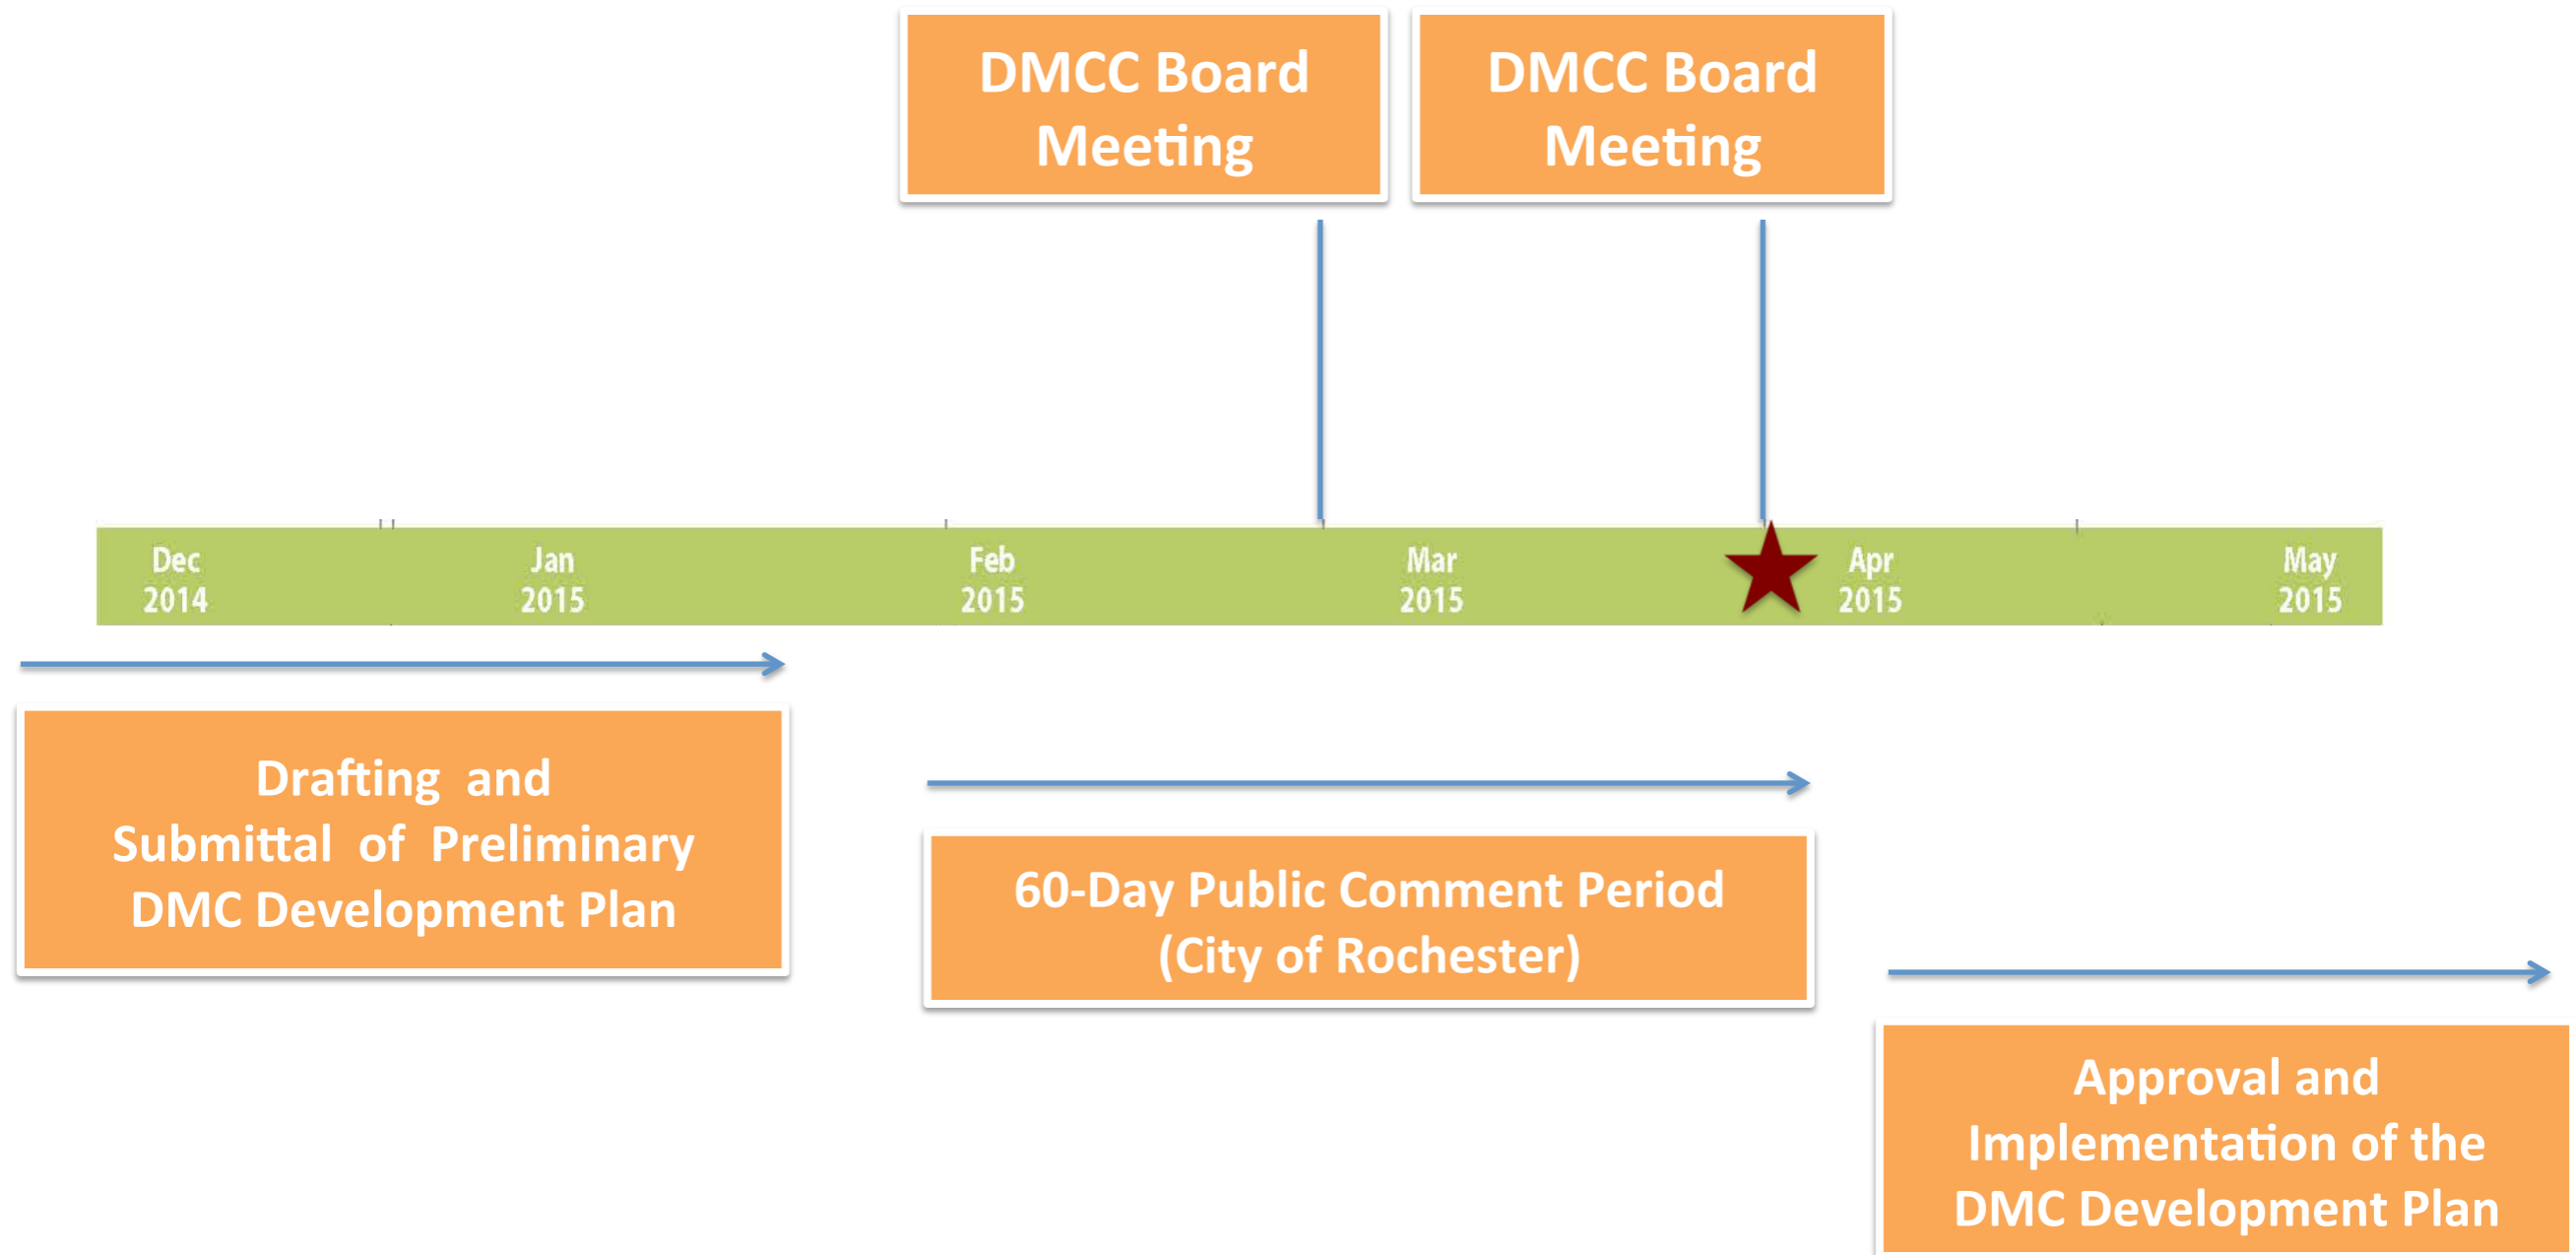 DMCC Board
Meeting
DMCC Board
Meeting
Dec
2014
Jan
2015
Feb
2015
Mar
2015
Apr
2015
May
2015
Drafting and
Submittal of Preliminary
DMC Development Plan
60-Day Public Comment Period
(City of Rochester)
Approval and
Implementation of the
DMC Development Plan